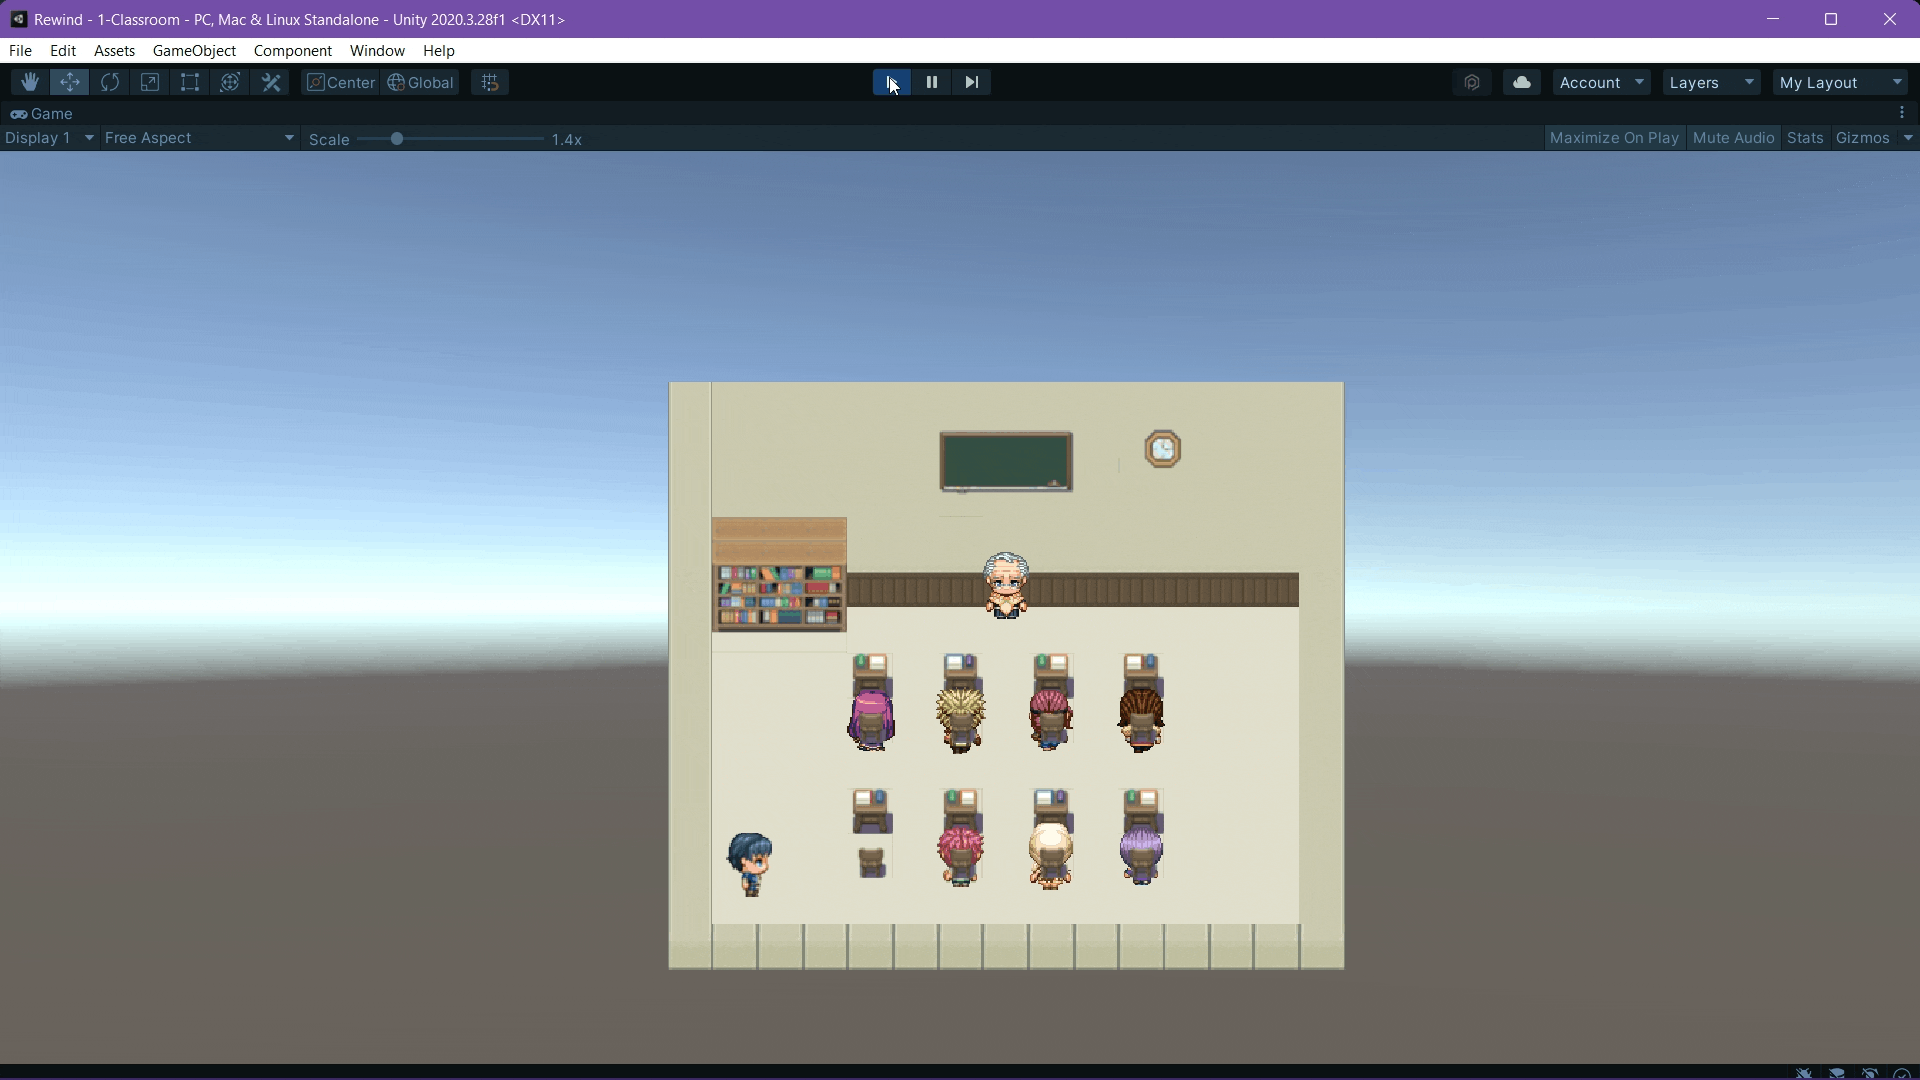 Rewind - 1-Classroom - PC, Mac & Linux Standalone - Unity 2020.3.28f1 <DX11>
File Edit Assets GameObject Component Window Help
Center Global Account Layers My Layout
Game
Display 1 Free Aspect Scale 1.4x Maximize On Play Mute Audio Stats Gizmos